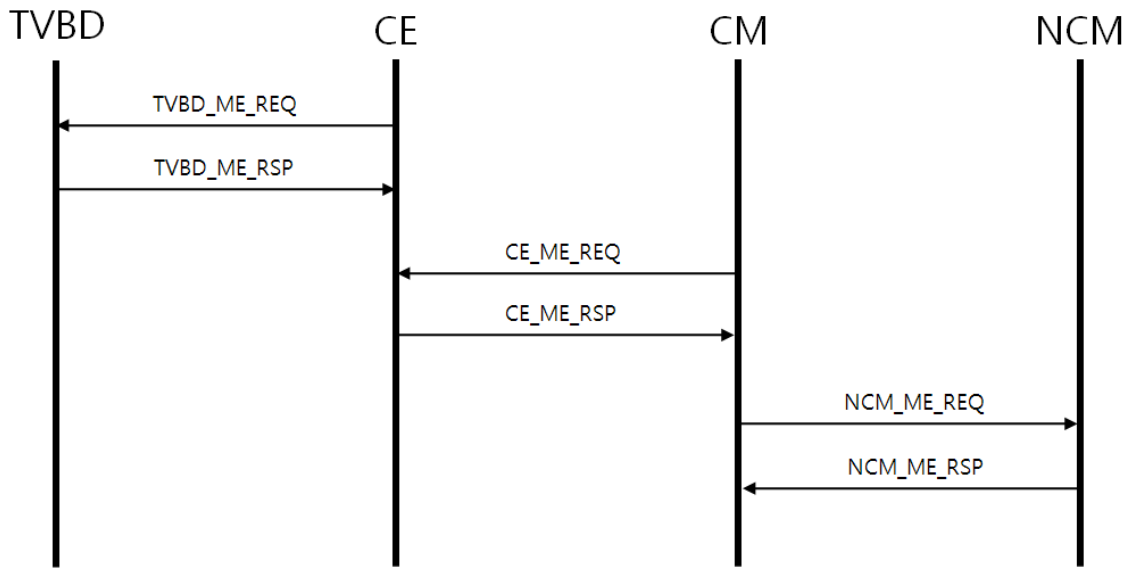 TVBD
CE
CM
NCM
TVBD_ME_REQ
TVBD_ME_RSP
CE_ME_REQ
CE_ME_RSP
NCM_ME_REQ
NCM_ME_RSP